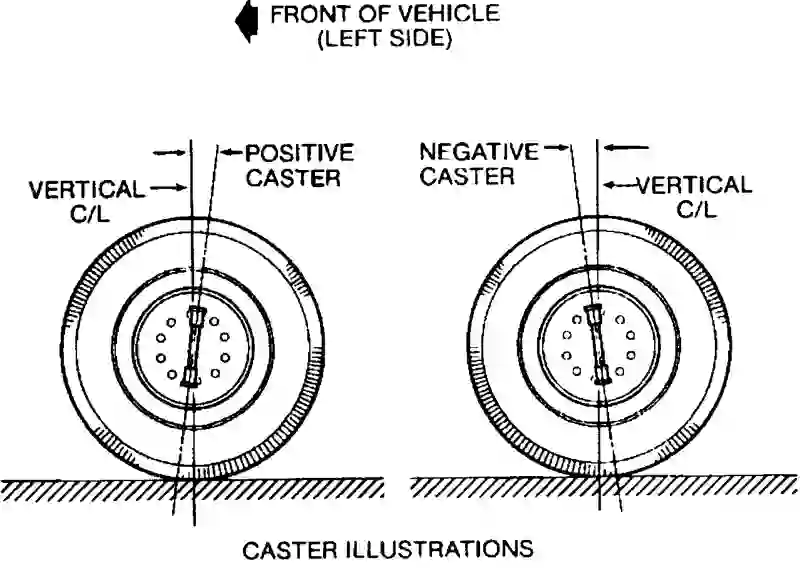 FRONT OF VEHICLE
(LEFT SIDE)
POSITIVE
CASTER
VERTICAL
C/L
NEGATIVE
CASTER
VERTICAL
C/L
CASTER ILLUSTRATIONS